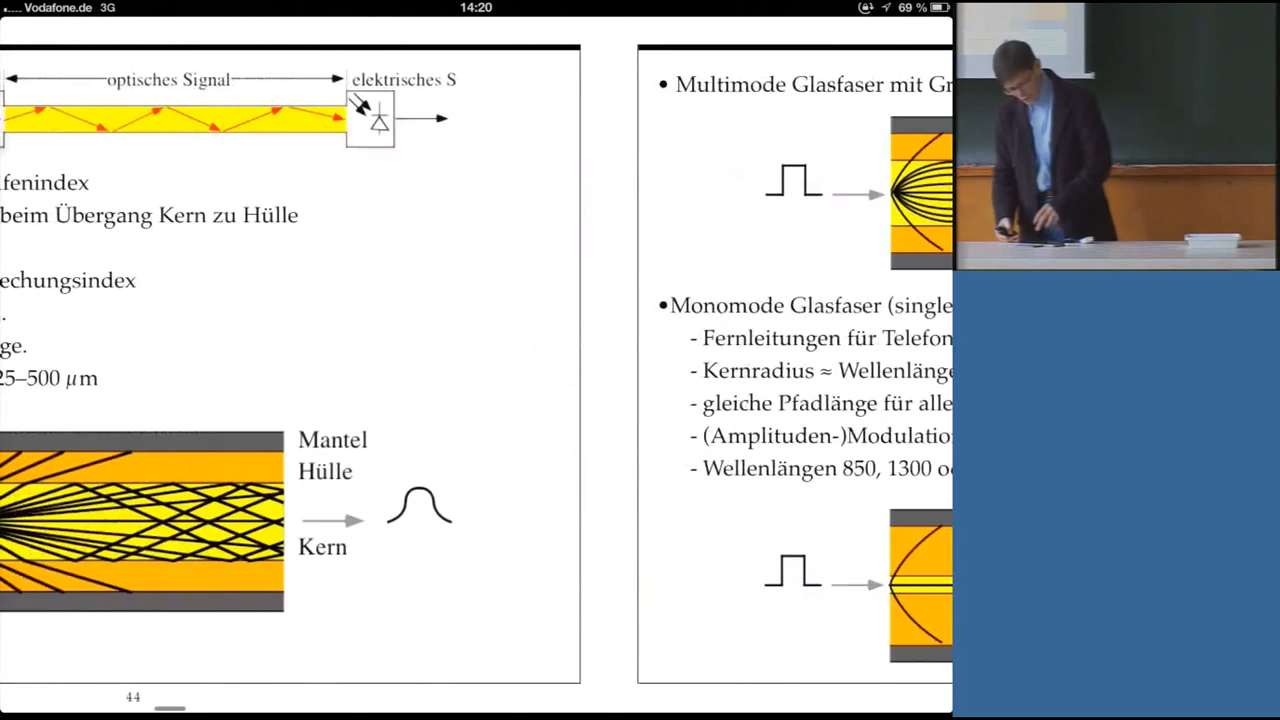 Vodafone.de 3G
14:20
69 %
optisches Signal
elektrisches S
ifenindex
beim Übergang Kern zu Hülle
echungsindex
.
ge.
25–500 µm
Mantel
Hülle
Kern
44
• Multimode Glasfaser mit Gr
•Monomode Glasfaser (single
- Fernleitungen für Telefon
- Kernradius ≈ Wellenlänge
- gleiche Pfadlänge für alle
- (Amplituden-)Modulatio
- Wellenlängen 850, 1300 o